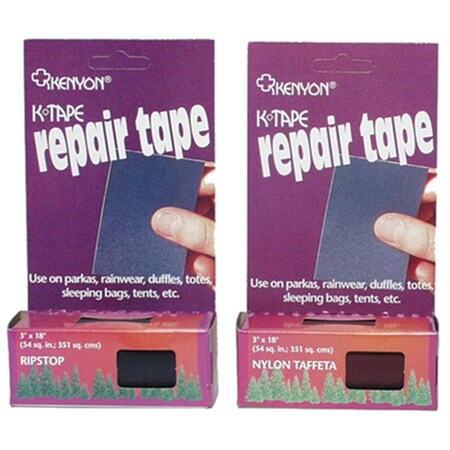 KENYON®
K•TAPE
repair tape
Use on parkas, rainwear, duffles, totes,
sleeping bags, tents, etc.
3" x 18"
(54 sq. in.; 351 sq. cms)
RIPSTOP
KENYON®
K•TAPE
repair tape
Use on parkas, rainwear, duffles, totes,
sleeping bags, tents, etc.
3" x 18"
(54 sq. in.; 351 sq. cms)
NYLON TAFFETA